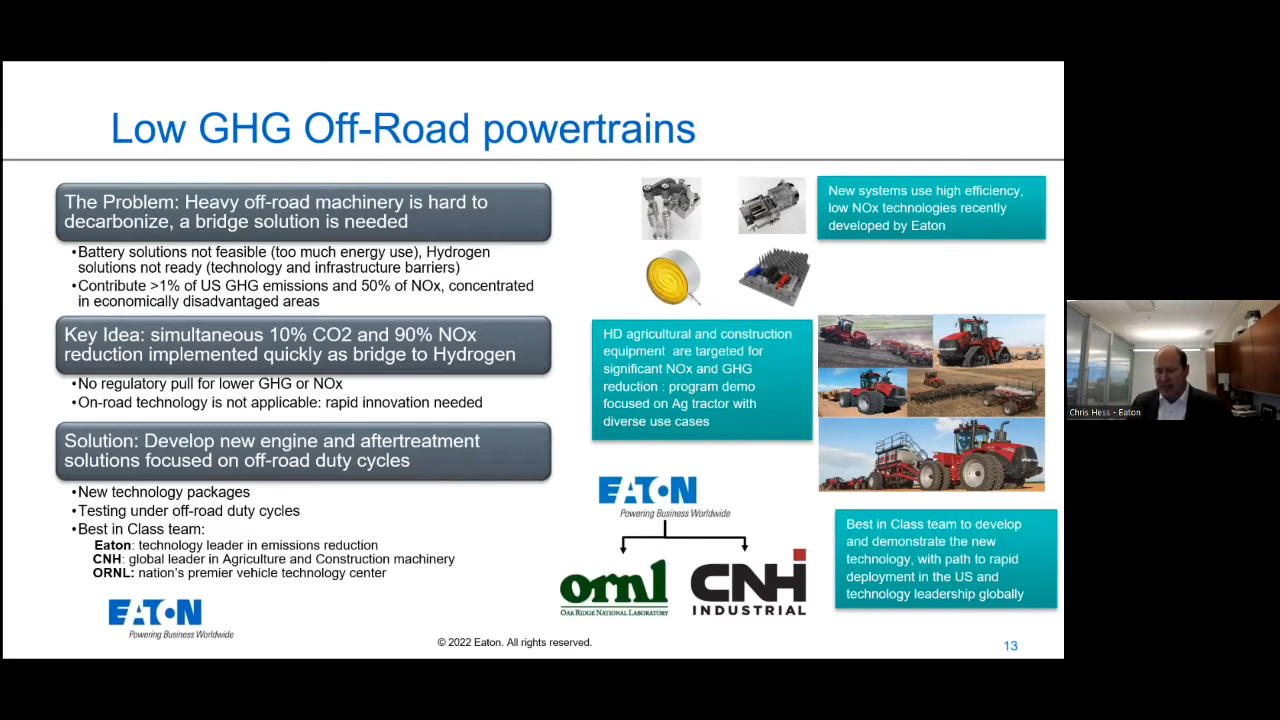 Low GHG Off-Road powertrains
The Problem: Heavy off-road machinery is hard to
decarbonize, a bridge solution is needed
•Battery solutions not feasible (too much energy use), Hydrogen
solutions not ready (technology and infrastructure barriers)
•Contribute >1% of US GHG emissions and 50% of NOx, concentrated
in economically disadvantaged areas
Key Idea: simultaneous 10% CO2 and 90% NOx
reduction implemented quickly as bridge to Hydrogen
•No regulatory pull for lower GHG or NOx
•On-road technology is not applicable: rapid innovation needed
Solution: Develop new engine and aftertreatment
solutions focused on off-road duty cycles
•New technology packages
•Testing under off-road duty cycles
•Best in Class team:
Eaton: technology leader in emissions reduction
CNH: global leader in Agriculture and Construction machinery
ORNL: nation's premier vehicle technology center
EATON
Powering Business Worldwide
New systems use high efficiency,
low NOx technologies recently
developed by Eaton
HD agricultural and construction
equipment are targeted for
significant NOx and GHG
reduction : program demo
focused on Ag tractor with
diverse use cases
EATON
Powering Business Worldwide
ornl
OAK RIDGE NATIONAL LABORATORY
CNH
INDUSTRIAL
Best in Class team to develop
and demonstrate the new
technology, with path to rapid
deployment in the US and
technology leadership globally
© 2022 Eaton. All rights reserved.
13
Chris Hess - Eaton